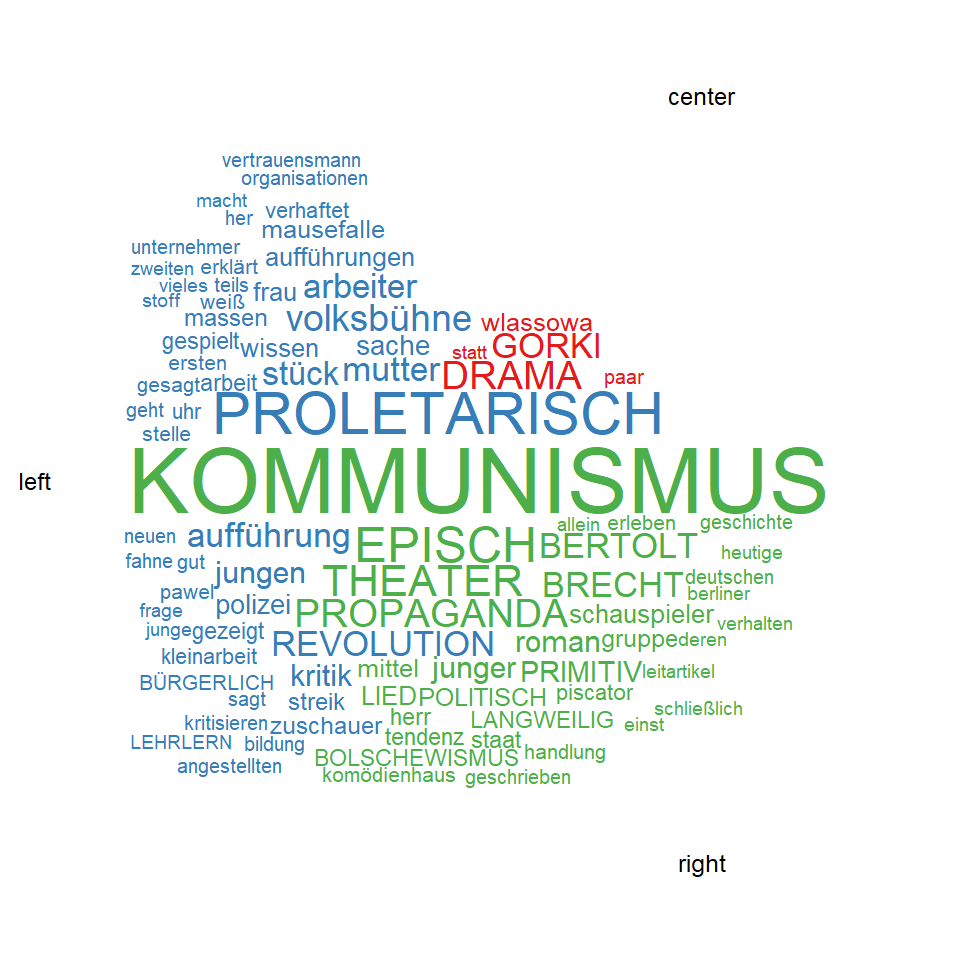 center
vertrauensmann
organisationen
macht
her verhaftet
mausefalle
unternehmer aufführungen
zweiten erklärt
vieles teils frau arbeiter
stoff weiß
massen volksbühne wlassowa
gespielt wissen sache statt GORKI
ersten stück mutter DRAMA paar
gesagt arbeit
geht uhr PROLETARISCH
stelle
left KOMMUNISMUS
neuen aufführung EPISCH allein erleben geschichte
BERTOLT heutige
fahne gut jungen THEATER BRECHT deutschen
pawel polizei berliner
frage PROPAGANDA schauspieler verhalten
junge gezeigt REVOLUTION roman gruppe deren
kleinarbeit kritik mittel junger PRIMITIV leitartikel
BÜRGERLICH
sagt streik LIED POLITISCH piscator schließlich
kritisieren zuschauer herr LANGWEILIG einst
LEHRLERN bildung tendenz staat
angestellten BOLSCHEWISMUS handlung
komödienhaus geschrieben
right